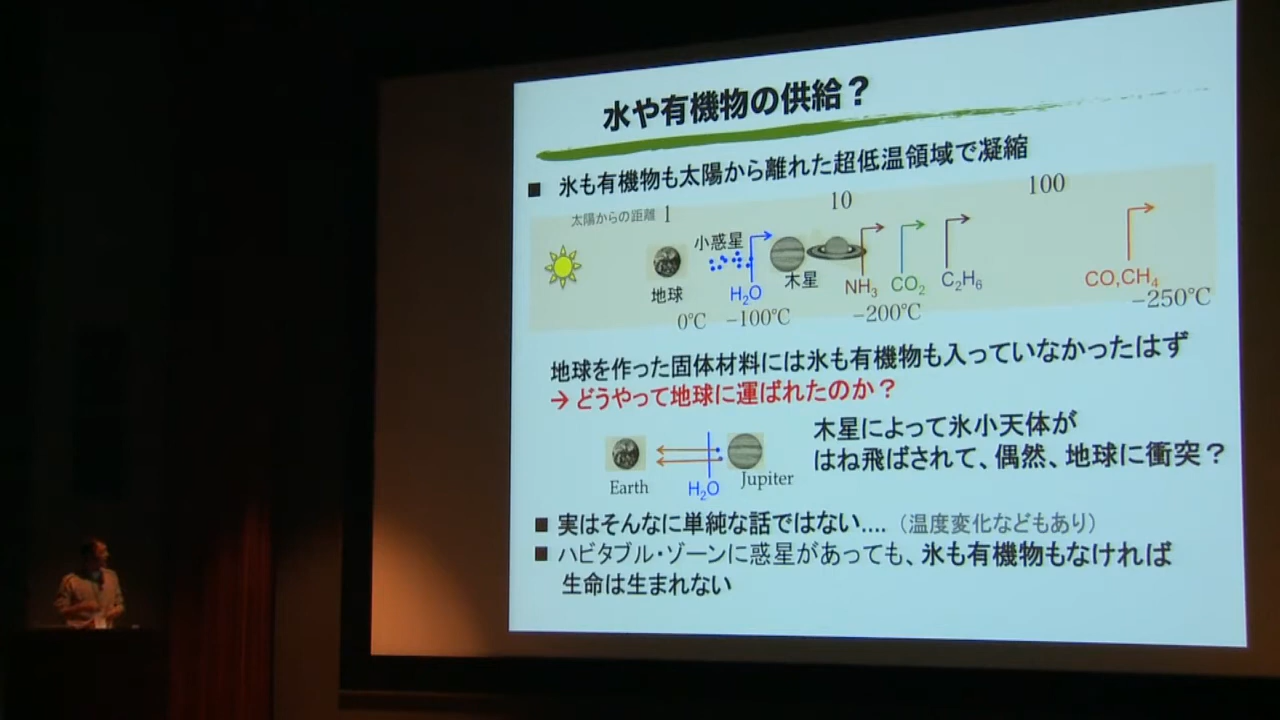 水や有機物の供給？
■ 氷も有機物も太陽から離れた超低温領域で凝縮
太陽からの距離 1 10 100
小惑星
地球 H₂O 木星 NH₃ CO₂ C₂H₆ CO,CH₄
0℃ −100℃ −200℃ −250℃
地球を作った固体材料には氷も有機物も入っていなかったはず
→ どうやって地球に運ばれたのか？
木星によって氷小天体が
はね飛ばされて、偶然、地球に衝突？
Earth H₂O Jupiter
■ 実はそんなに単純な話ではない.... （温度変化などもあり）
■ ハビタブル・ゾーンに惑星があっても、氷も有機物もなければ
生命は生まれない